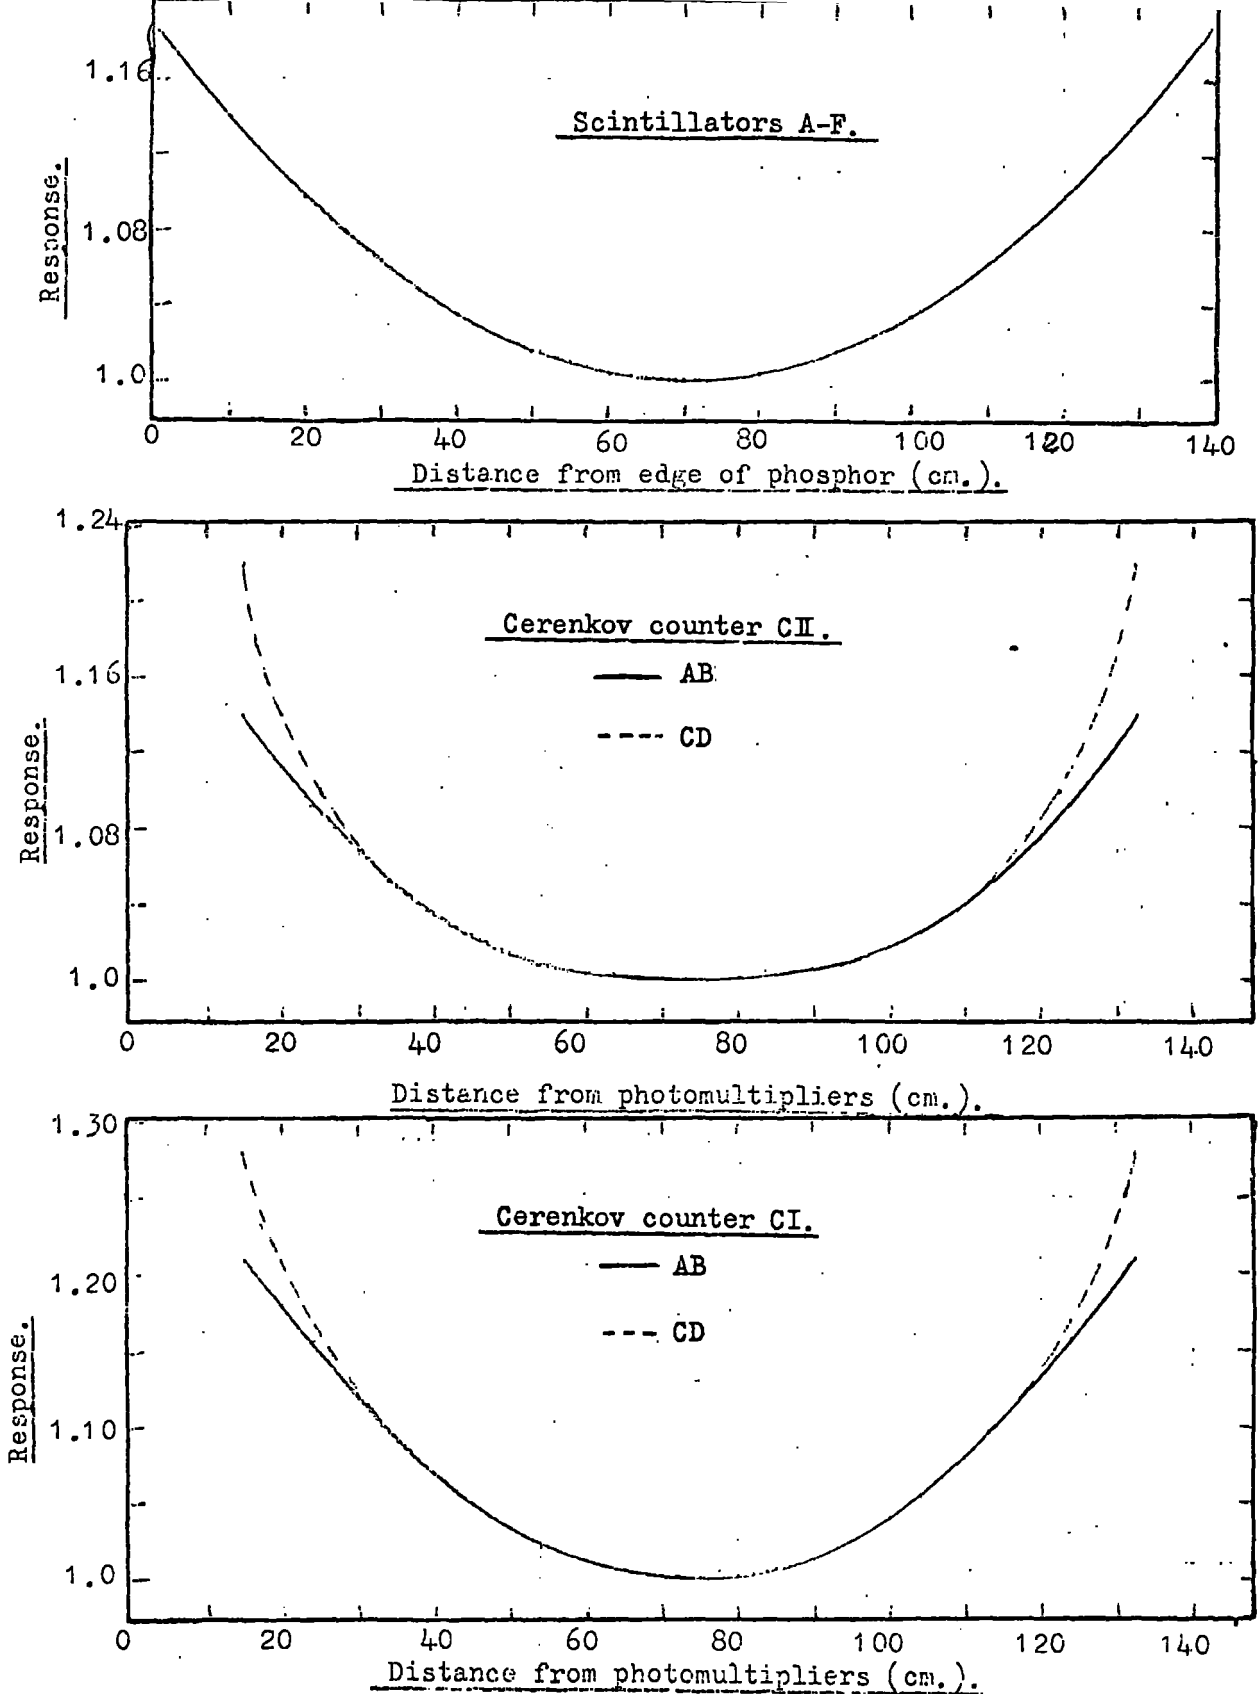 1.16
Scintillators A-F.
Response.
1.08
1.0
0 20 40 60 80 100 120 140
Distance from edge of phosphor (cm.).
1.24
Cerenkov counter CII.
1.16
AB
CD
Response.
1.08
1.0
0 20 40 60 80 100 120 140
Distance from photomultipliers (cm.).
1.30
Cerenkov counter CI.
AB
1.20
CD
Response.
1.10
1.0
0 20 40 60 80 100 120 140
Distance from photomultipliers (cm.).